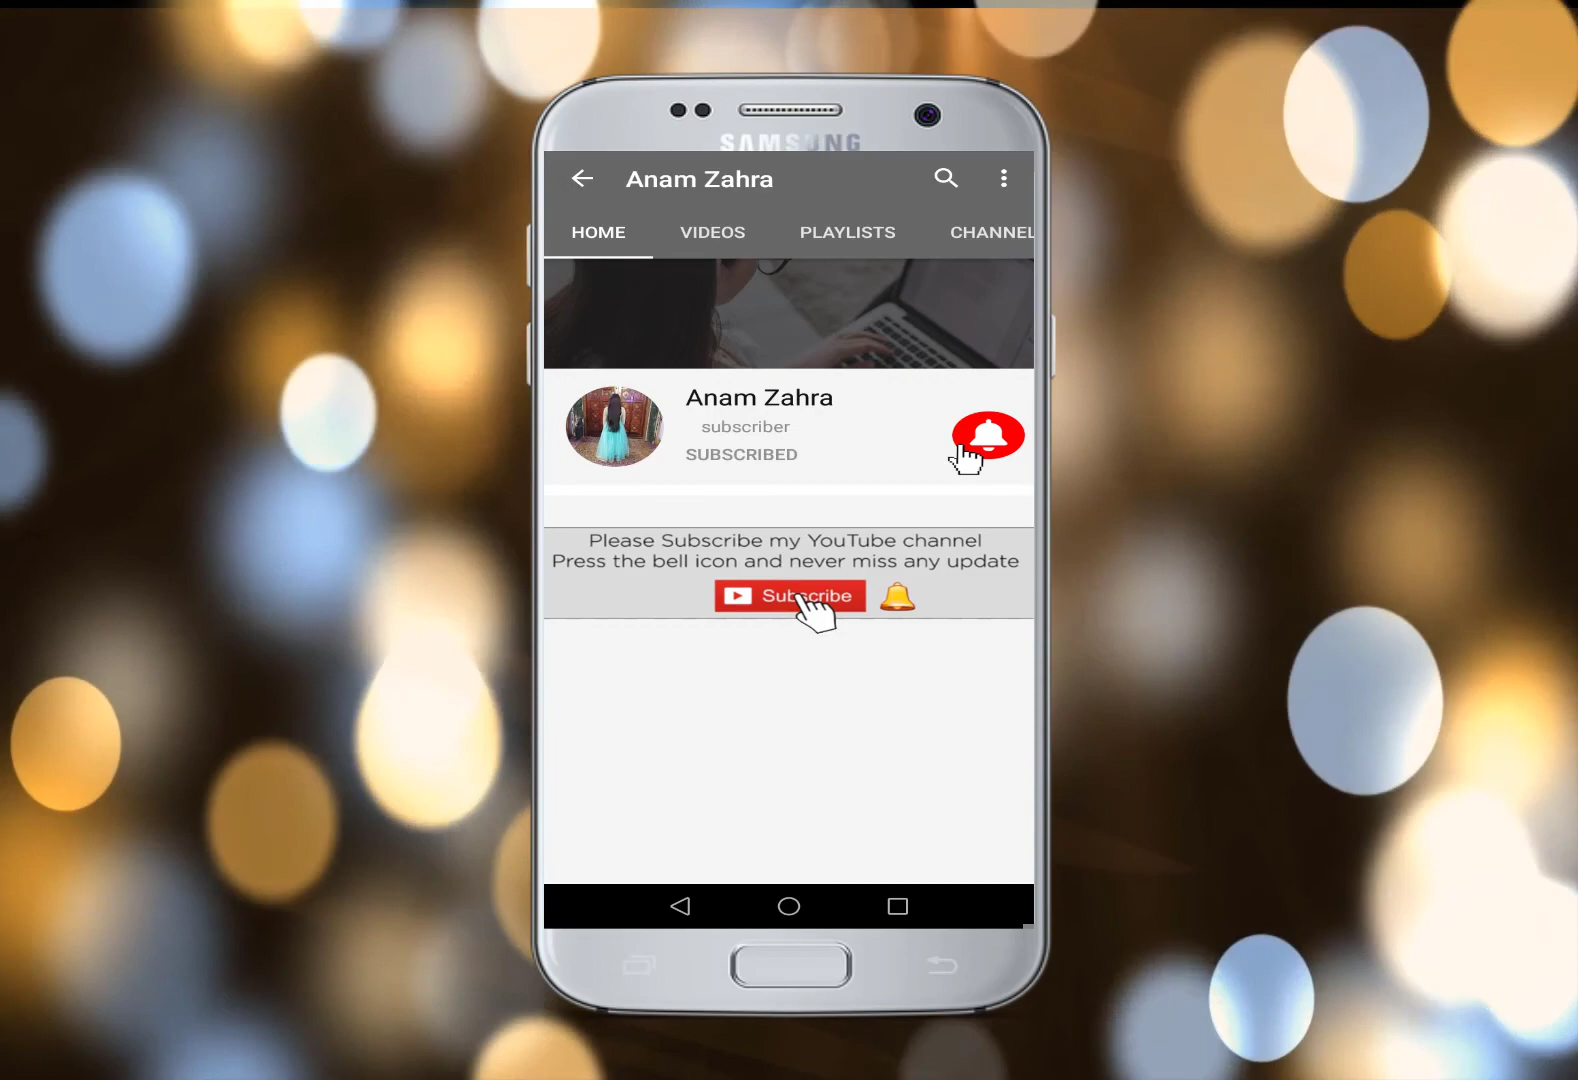 SAMSUNG
Anam Zahra
HOME VIDEOS PLAYLISTS CHANNEL
Anam Zahra
subscriber
SUBSCRIBED
Please Subscribe my YouTube channel
Press the bell icon and never miss any update
Subscribe